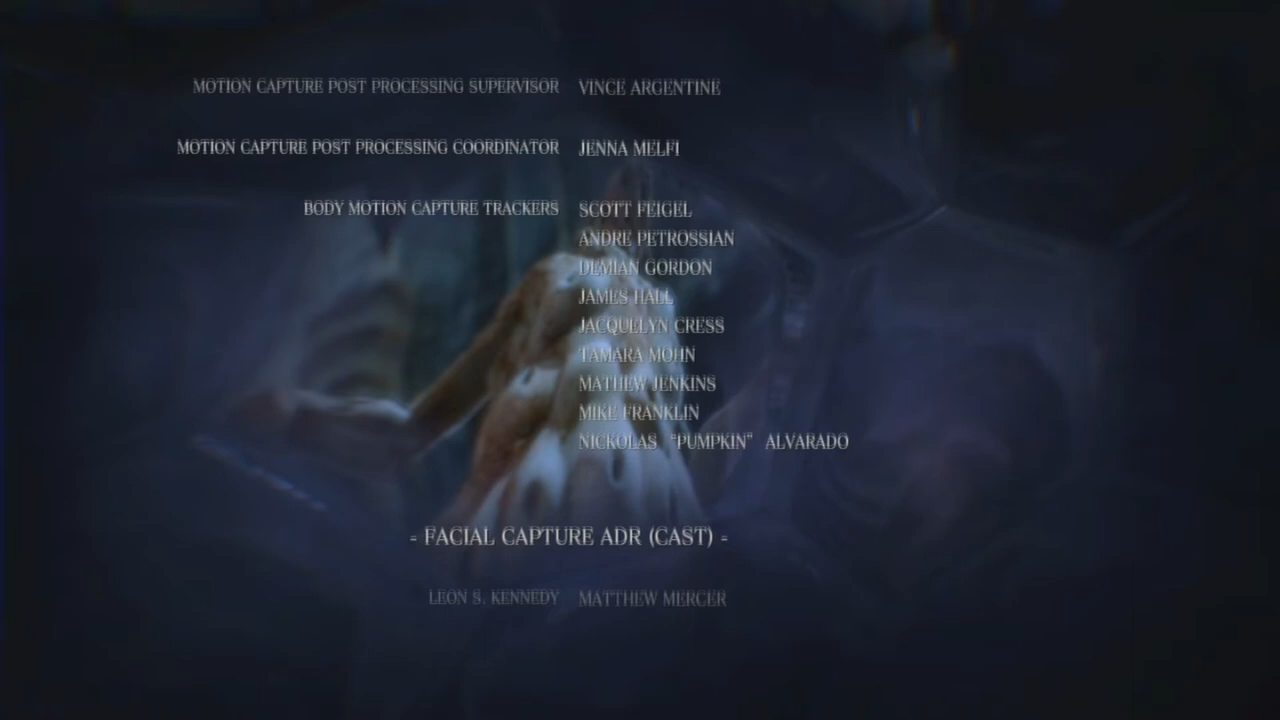 MOTION CAPTURE POST PROCESSING SUPERVISOR VINCE ARGENTINE
MOTION CAPTURE POST PROCESSING COORDINATOR JENNA MELFI
BODY MOTION CAPTURE TRACKERS SCOTT FEIGEL
ANDRE PETROSSIAN
DEMIAN GORDON
JAMES HALL
JACQUELYN CRESS
TAMARA MOHN
MATHEW JENKINS
MIKE FRANKLIN
NICKOLAS "PUMPKIN" ALVARADO
- FACIAL CAPTURE ADR (CAST) -
LEON S. KENNEDY MATTHEW MERCER